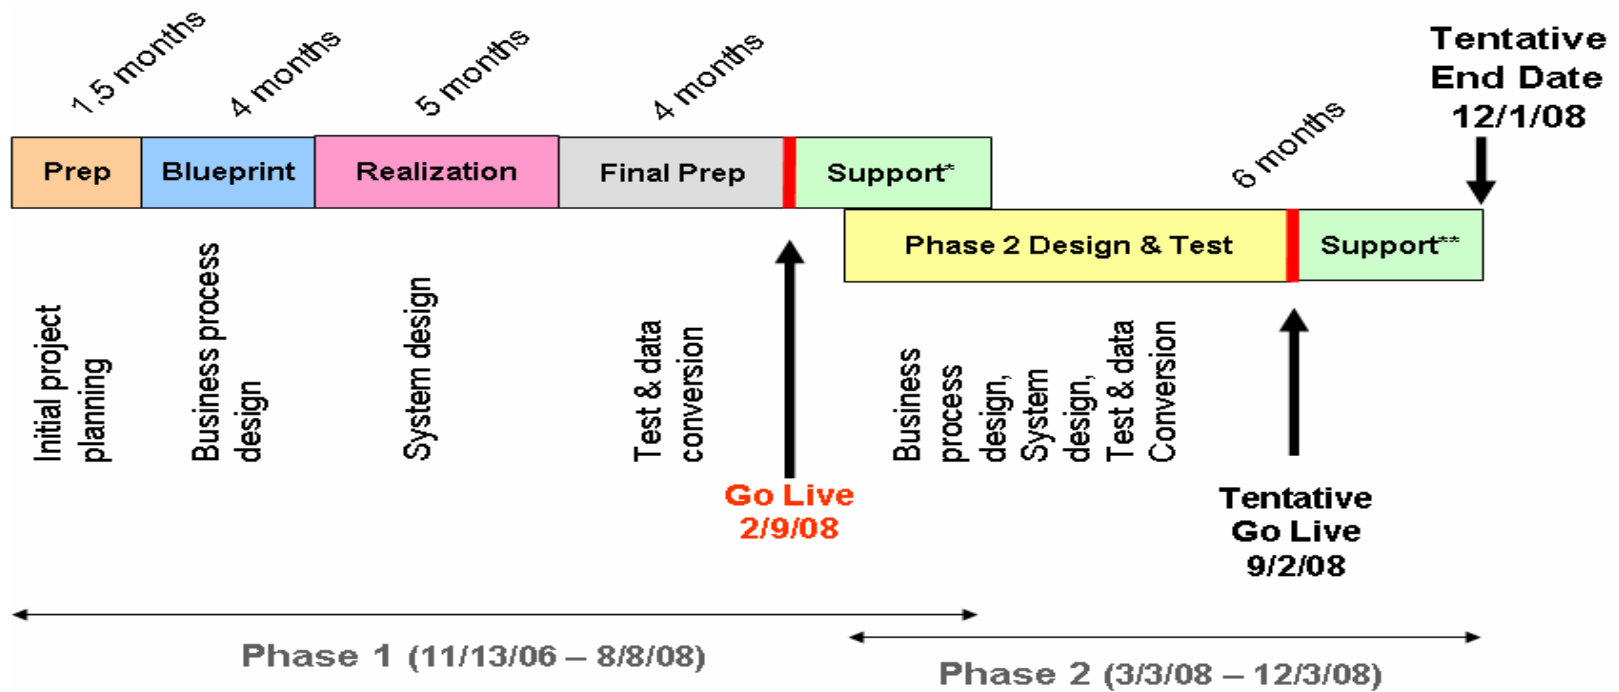 1,5 months
4 months
5 months
4 months
6 months
Tentative
End Date
12/1/08
Prep
Blueprint
Realization
Final Prep
Support*
Phase 2 Design & Test
Support**
Initial project
planning
Business process
design
System design
Test & data
conversion
Business
process
design,
System
design,
Test & data
Conversion
Go Live
2/9/08
Tentative
Go Live
9/2/08
Phase 1 (11/13/06 – 8/8/08)
Phase 2 (3/3/08 – 12/3/08)